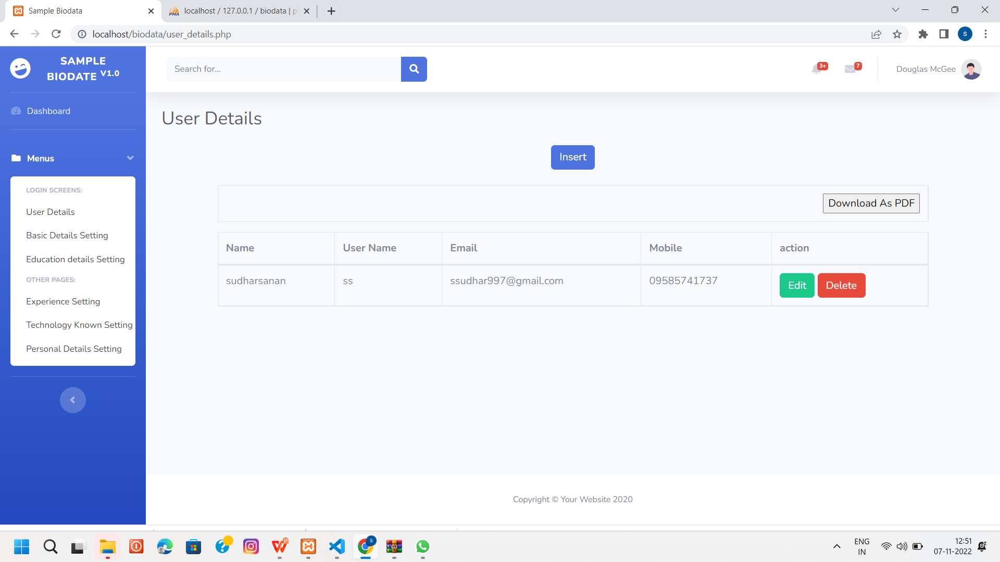 Sample Biodata
localhost / 127.0.0.1 / biodata | p
localhost/biodata/user_details.php
S
SAMPLE
BIODATE V1.0
Search for...
3+
7
Douglas McGee
Dashboard
Menus
LOGIN SCREENS:
User Details
Basic Details Setting
Education details Setting
OTHER PAGES:
Experience Setting
Technology Known Setting
Personal Details Setting
User Details
Insert
Download As PDF
Name User Name Email Mobile action
sudharsanan ss ssudhar997@gmail.com 09585741737 Edit Delete
Copyright © Your Website 2020
ENG
IN
12:51
07-11-2022